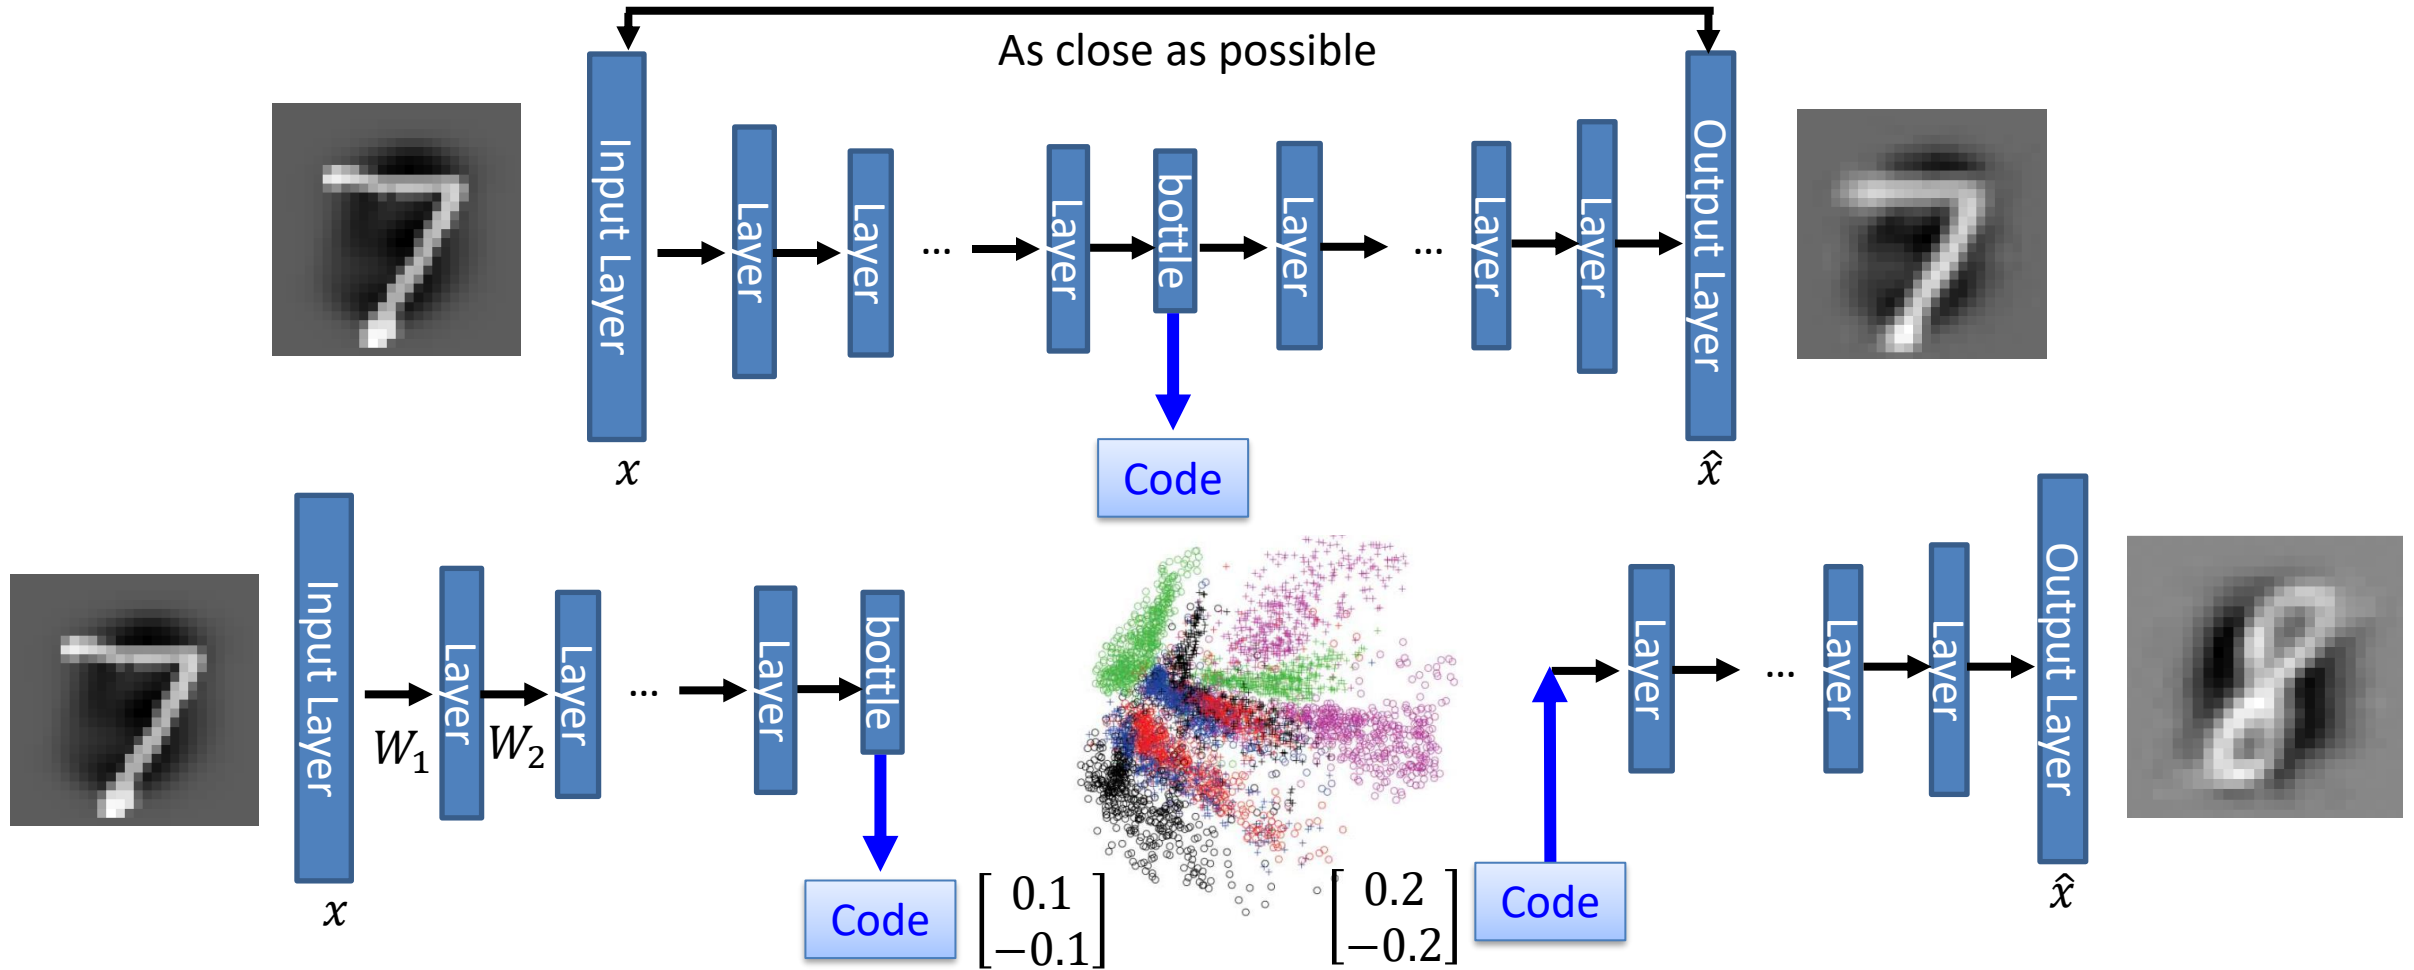 As close as possible
Input Layer
Layer
Layer
...
Layer
bottle
Layer
...
Layer
Layer
Output Layer
x
Code
x̂
Input Layer
W₁
Layer
W₂
Layer
...
Layer
bottle
Layer
...
Layer
Layer
Output Layer
x
Code
[0.1
−0.1]
[0.2
−0.2]
Code
x̂